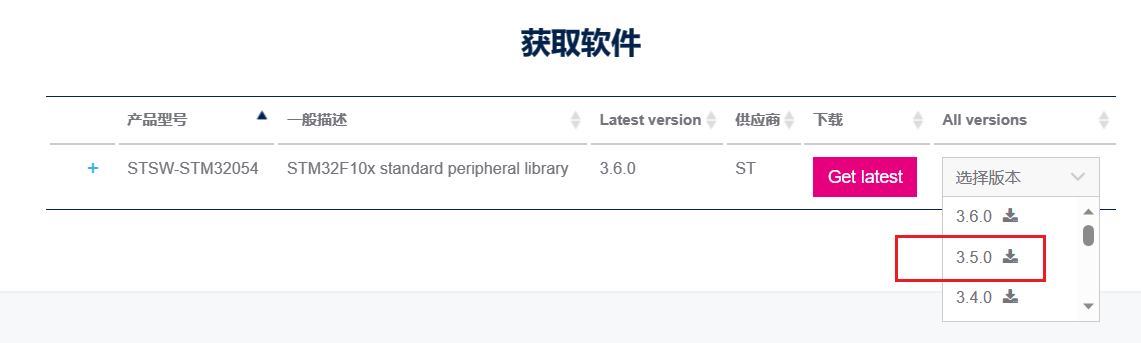 获取软件
产品型号 一般描述 Latest version 供应商 下载 All versions
+ STSW-STM32054 STM32F10x standard peripheral library 3.6.0 ST Get latest 选择版本
3.6.0
3.5.0
3.4.0